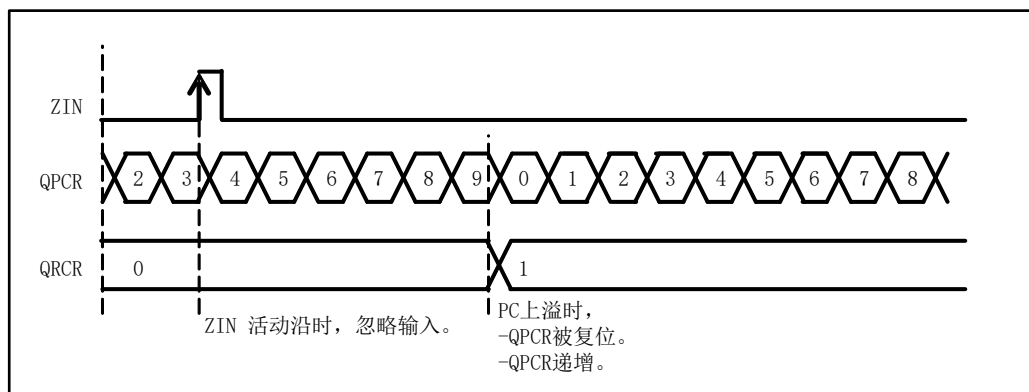 ZIN
QPCR 2 3 4 5 6 7 8 9 0 1 2 3 4 5 6 7 8
QRCR 0 1
ZIN 活动沿时，忽略输入。
PC上溢时，
-QPCR被复位。
-QPCR递增。